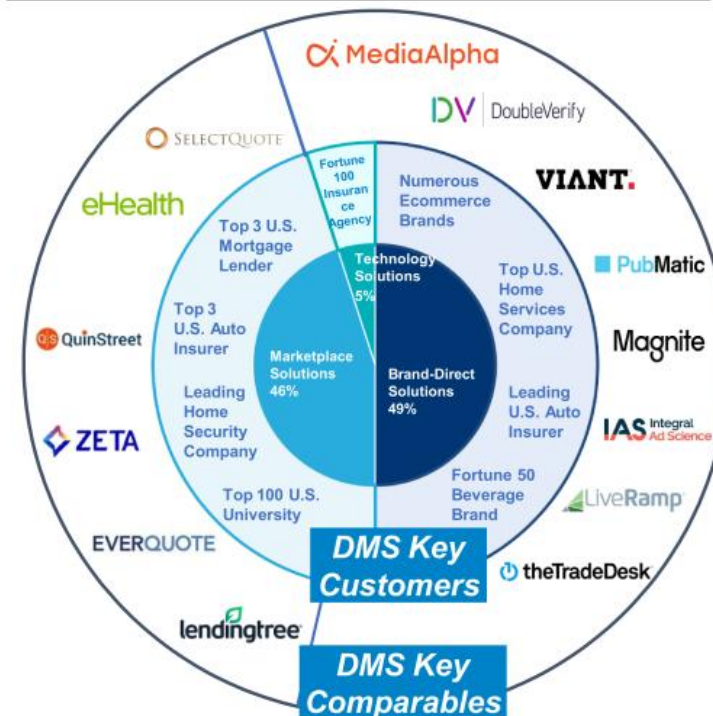 MediaAlpha
DV DoubleVerify
SELECTQUOTE
Fortune
100
Insuran
ce
Agency
Numerous
Ecommerce
Brands
VIANT.
eHealth
Top 3 U.S.
Mortgage
Lender
Technology
Solutions
5%
Top U.S.
Home
Services
Company
PubMatic
Top 3
U.S. Auto
Insurer
QS QuinStreet
Marketplace
Solutions
46%
Brand-Direct
Solutions
49%
Magnite
Leading
Home
Security
Company
Leading
U.S. Auto
Insurer
ZETA
IAS Integral
Ad Science
Top 100 U.S.
University
Fortune 50
Beverage
Brand
LiveRamp
EVERQUOTE
DMS Key
Customers
theTradeDesk
lendingtree
DMS Key
Comparables